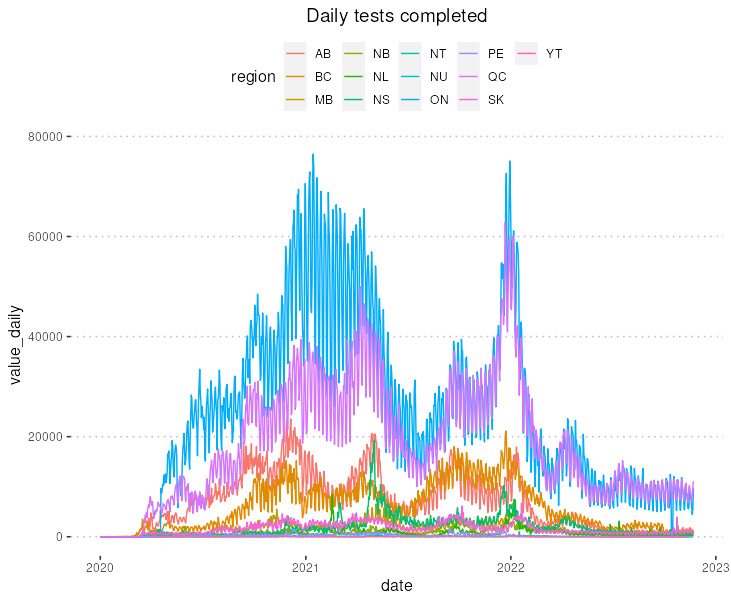 Daily tests completed
region
AB NB NT PE YT
BC NL NU QC
MB NS ON SK
80000
60000
40000
20000
0
value_daily
2020 2021 2022 2023
date